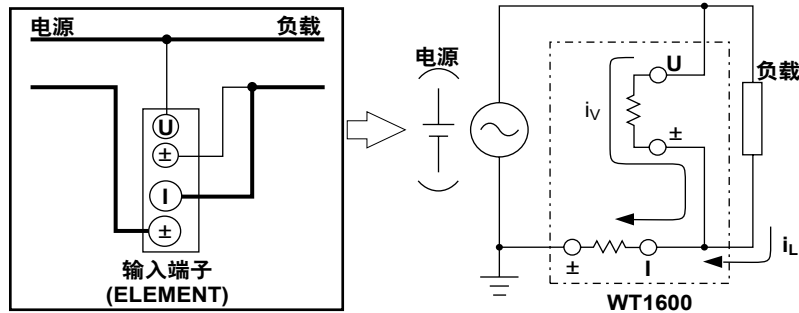 电源 负载
U
±
I
±
输入端子
(ELEMENT)
电源
U
iV
±
负载
± I
iL
WT1600